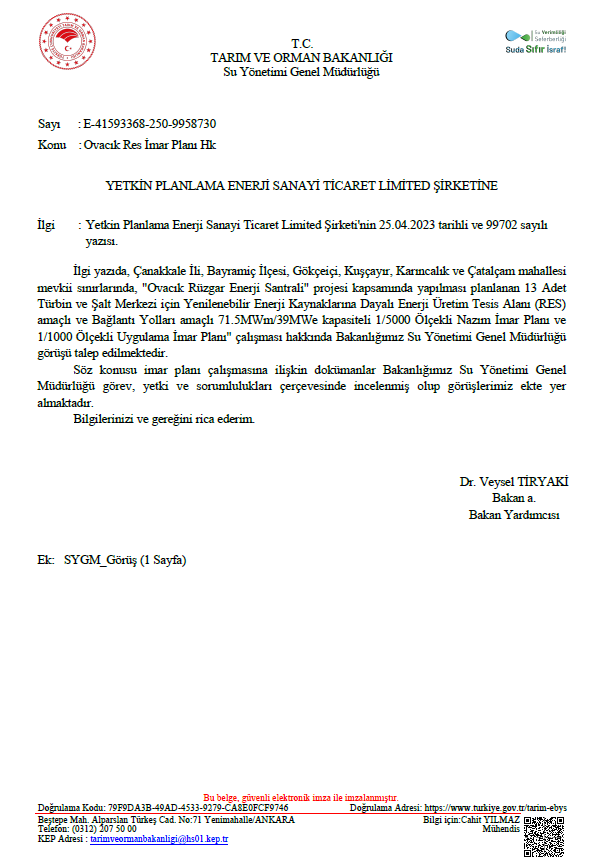 Su Verimliliği
Seferberliği
Suda Sıfır İsraf!
T.C.
TARIM VE ORMAN BAKANLIĞI
Su Yönetimi Genel Müdürlüğü
Sayı : E-41593368-250-9958730
Konu : Ovacık Res İmar Planı Hk
YETKİN PLANLAMA ENERJİ SANAYİ TİCARET LİMİTED ŞİRKETİNE
İlgi : Yetkin Planlama Enerji Sanayi Ticaret Limited Şirketi'nin 25.04.2023 tarihli ve 99702 sayılı
yazısı.
İlgi yazıda, Çanakkale İli, Bayramiç İlçesi, Gökçeiçi, Kuşçayır, Karıncalık ve Çatalçam mahallesi
mevkii sınırlarında, "Ovacık Rüzgar Enerji Santrali" projesi kapsamında yapılması planlanan 13 Adet
Türbin ve Şalt Merkezi için Yenilenebilir Enerji Kaynaklarına Dayalı Enerji Üretim Tesis Alanı (RES)
amaçlı ve Bağlantı Yolları amaçlı 71.5MWm/39MWe kapasiteli 1/5000 Ölçekli Nazım İmar Planı ve
1/1000 Ölçekli Uygulama İmar Planı" çalışması hakkında Bakanlığımız Su Yönetimi Genel Müdürlüğü
görüşü talep edilmektedir.
Söz konusu imar planı çalışmasına ilişkin dokümanlar Bakanlığımız Su Yönetimi Genel
Müdürlüğü görev, yetki ve sorumlulukları çerçevesinde incelenmiş olup görüşlerimiz ekte yer
almaktadır.
Bilgilerinizi ve gereğini rica ederim.
Dr. Veysel TİRYAKİ
Bakan a.
Bakan Yardımcısı
Ek: SYGM_Görüş (1 Sayfa)
Bu belge, güvenli elektronik imza ile imzalanmıştır.
Doğrulama Kodu: 79F9DA3B-49AD-4533-9279-CA8E0FCF9746 Doğrulama Adresi: https://www.turkiye.gov.tr/tarim-ebys
Beştepe Mah. Alparslan Türkeş Cad. No:71 Yenimahalle/ANKARA Bilgi için:Cahit YILMAZ
Telefon: (0312) 207 50 00 Mühendis
KEP Adresi : tarimveormanbakanligi@hs01.kep.tr